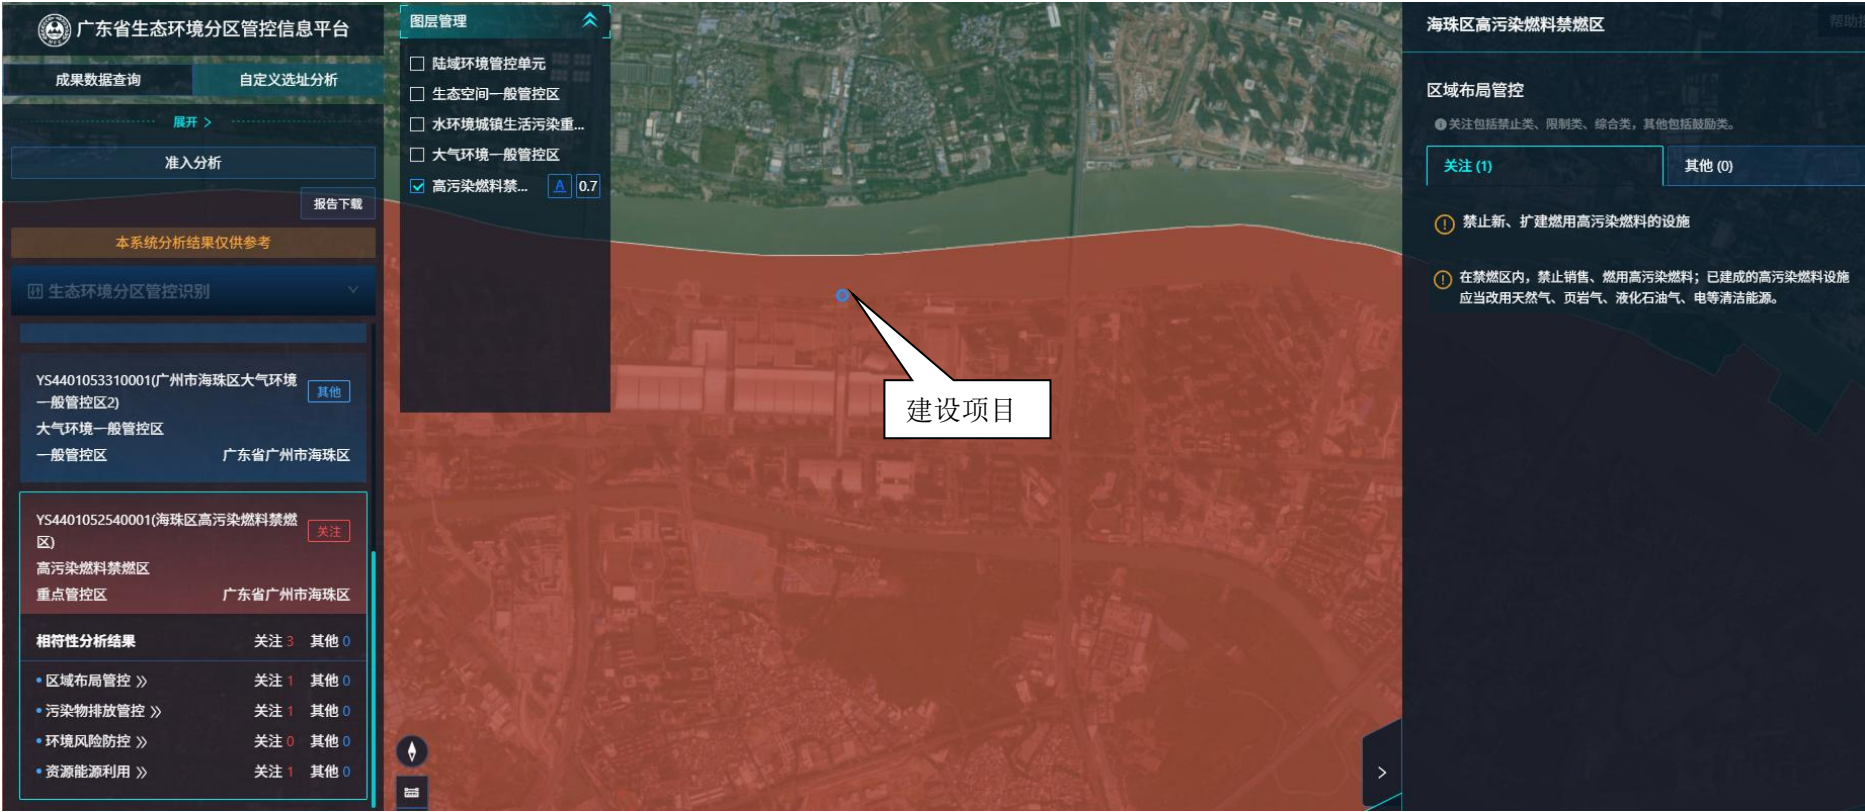 广东省生态环境分区管控信息平台
成果数据查询
自定义选址分析
展开 >
准入分析
报告下载
本系统分析结果仅供参考
生态环境分区管控识别
YS4401053310001(广州市海珠区大气环境
一般管控区2)
其他
大气环境一般管控区
一般管控区
广东省广州市海珠区
YS4401052540001(海珠区高污染燃料禁燃
区)
关注
高污染燃料禁燃区
重点管控区
广东省广州市海珠区
相符性分析结果 关注 3 其他 0
区域布局管控 关注 1 其他 0
污染物排放管控 关注 1 其他 0
环境风险防控 关注 0 其他 0
资源能源利用 关注 1 其他 0
图层管理
陆域环境管控单元
生态空间一般管控区
水环境城镇生活污染重...
大气环境一般管控区
高污染燃料禁... A 0.7
建设项目
海珠区高污染燃料禁燃区
帮助
区域布局管控
关注包括禁止类、限制类、综合类，其他包括鼓励类。
关注 (1)
其他 (0)
禁止新、扩建燃用高污染燃料的设施
在禁燃区内，禁止销售、燃用高污染燃料；已建成的高污染燃料设施
应当改用天然气、页岩气、液化石油气、电等清洁能源。